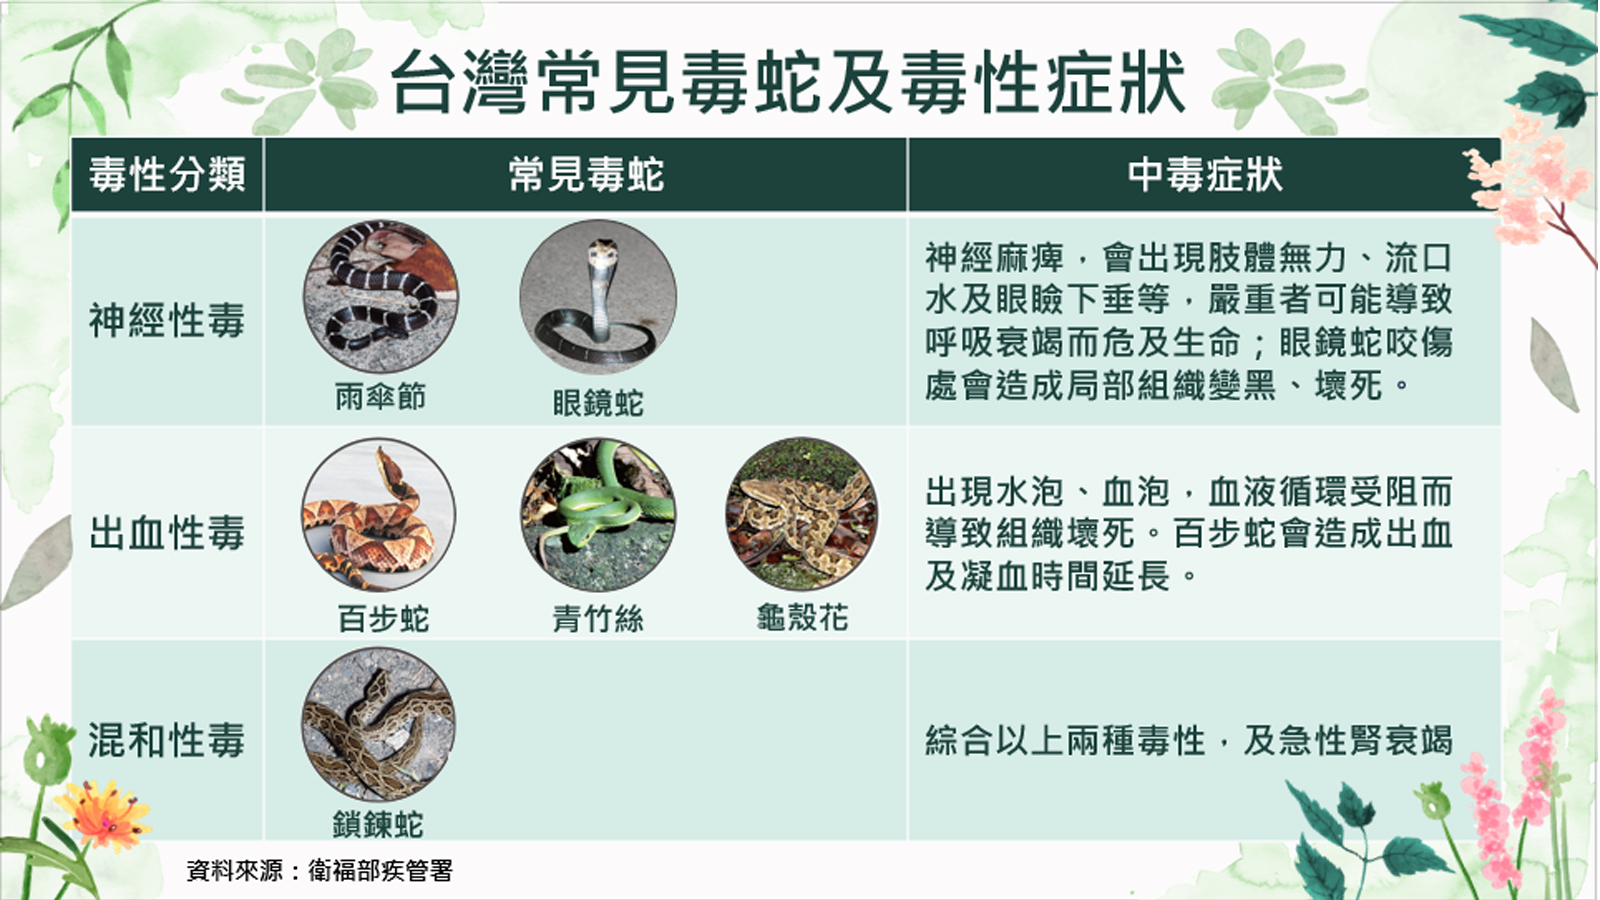 台灣常見毒蛇及毒性症狀
毒性分類
常見毒蛇
中毒症狀
神經性毒
雨傘節
眼鏡蛇
神經麻痺，會出現肢體無力、流口
水及眼瞼下垂等，嚴重者可能導致
呼吸衰竭而危及生命；眼鏡蛇咬傷
處會造成局部組織變黑、壞死。
出血性毒
百步蛇
青竹絲
龜殼花
出現水泡、血泡，血液循環受阻而
導致組織壞死。百步蛇會造成出血
及凝血時間延長。
混和性毒
鎖鍊蛇
綜合以上兩種毒性，及急性腎衰竭
資料來源：衛福部疾管署